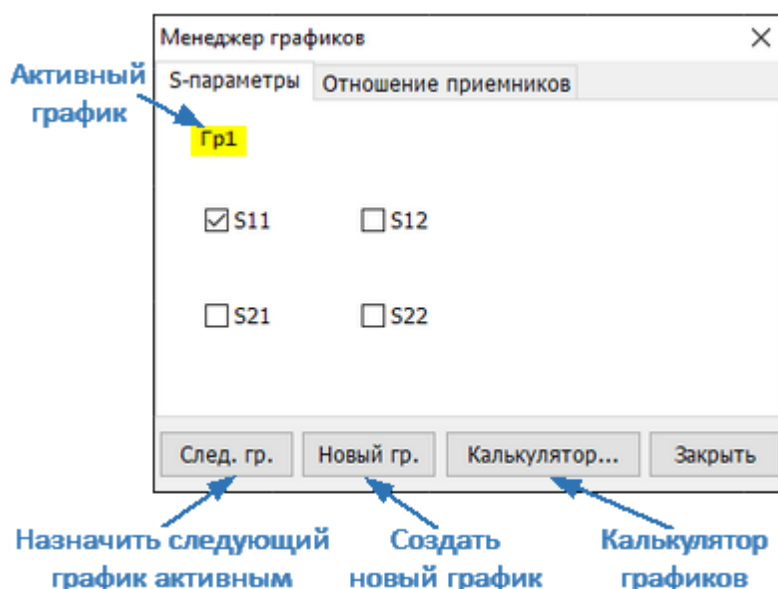 Менеджер графиков
Активный
график
S-параметры
Отношение приемников
Гр1
S11
S12
S21
S22
След. гр.
Новый гр.
Калькулятор...
Закрыть
Назначить следующий
график активным
Создать
новый график
Калькулятор
графиков